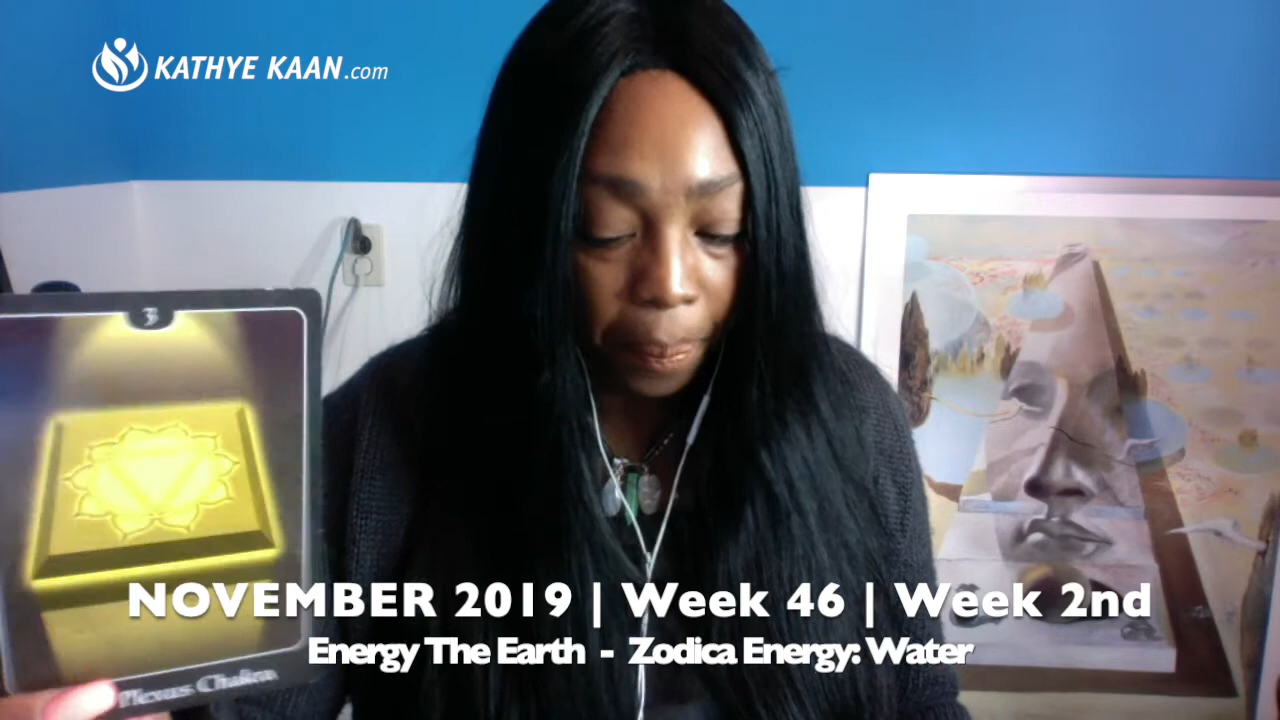 KATHYE KAAN.com
3
Plexus Chakra
NOVEMBER 2019 | Week 46 | Week 2nd
Energy The Earth - Zodica Energy: Water